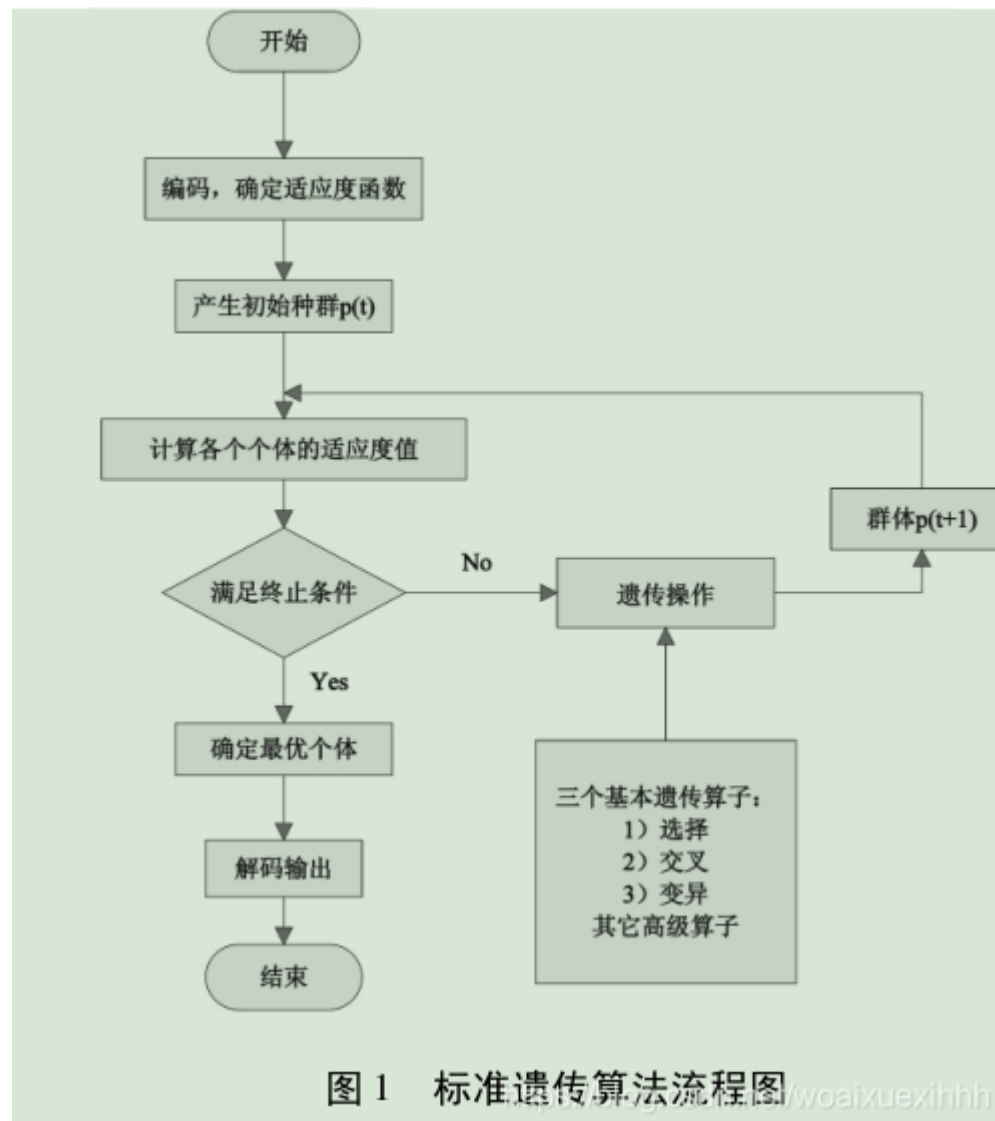 开始
编码，确定适应度函数
产生初始种群p(t)
计算各个个体的适应度值
群体p(t+1)
满足终止条件
No
遗传操作
Yes
确定最优个体
三个基本遗传算子：
1）选择
2）交叉
3）变异
其它高级算子
解码输出
结束
图 1 标准遗传算法流程图
/woaixuexihhh